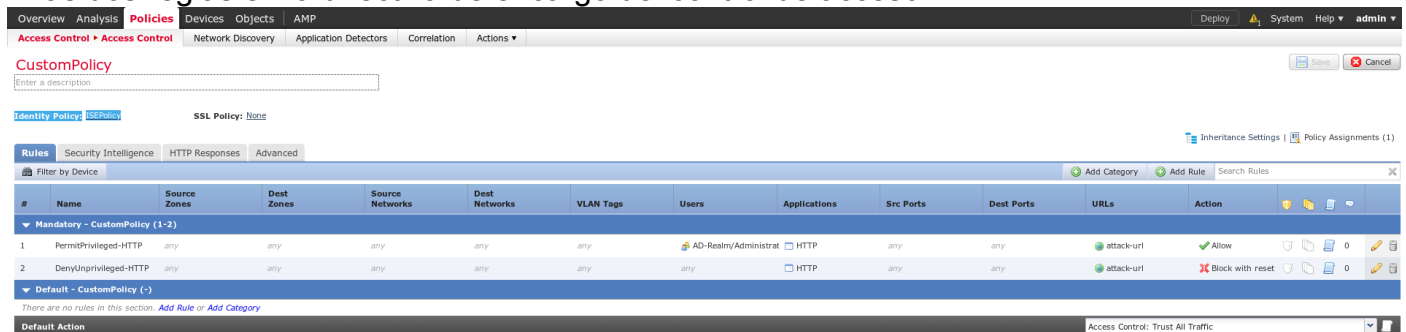 Overview Analysis Policies Devices Objects AMP Deploy 1 System Help ▾ admin ▾
Access Control ▸ Access Control Network Discovery Application Detectors Correlation Actions ▾
CustomPolicy Save Cancel
Enter a description
Identity Policy: ISEPolicy SSL Policy: None
Inheritance Settings | Policy Assignments (1)
Rules Security Intelligence HTTP Responses Advanced
Filter by Device Add Category Add Rule Search Rules
# Name Source Zones Dest Zones Source Networks Dest Networks VLAN Tags Users Applications Src Ports Dest Ports URLs Action
Mandatory - CustomPolicy (1-2)
1 PermitPrivileged-HTTP any any any any any AD-Realm/Administrat HTTP any any attack-url Allow 0
2 DenyUnprivileged-HTTP any any any any any any HTTP any any attack-url Block with reset 0
Default - CustomPolicy (-)
There are no rules in this section. Add Rule or Add Category
Default Action Access Control: Trust All Traffic